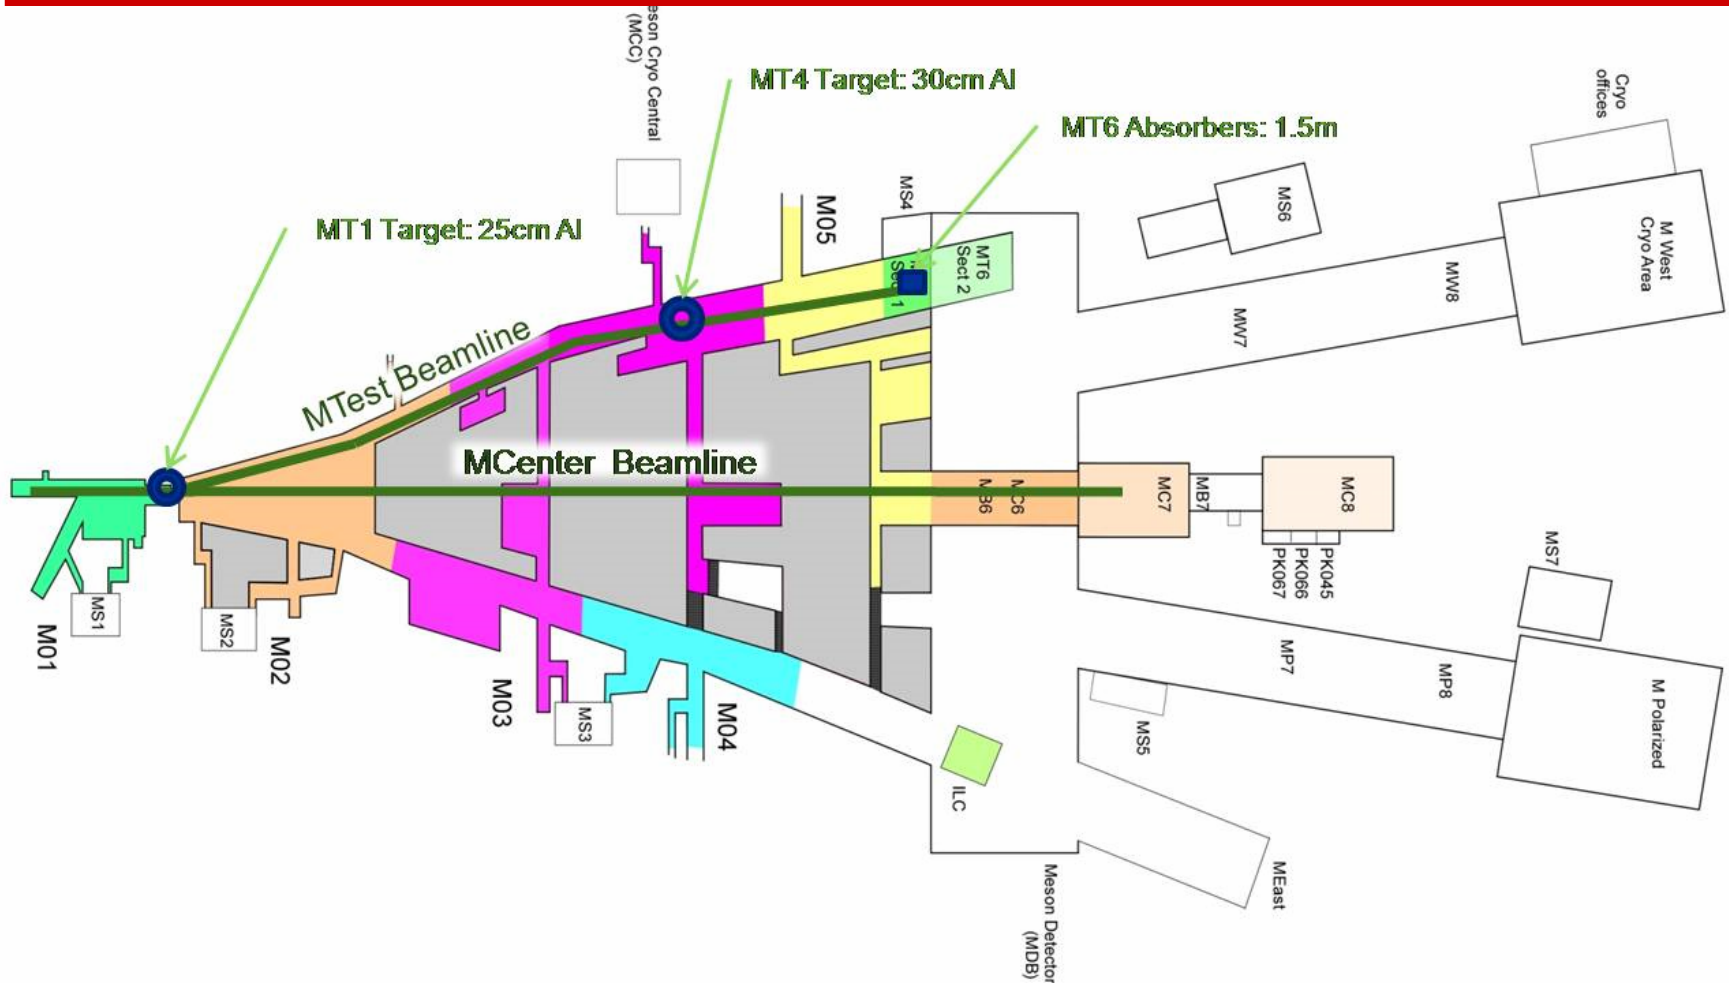 eson Cryo Central
(MCC)
MT4 Target: 30cm Al
MT6 Absorbers: 1.5m
Cryo
offices
MT1 Target: 25cm Al
M05
MS4
MS6
M West
Cryo Area
MT6
Sect 2
1
MW8
MW7
MTest Beamline
MCenter Beamline
MB6
MC6
MC7
MB7
MC8
PK067
PK066
PK045
MS7
MS1
MS2
M01
M02
M03
MS3
M04
MP7
MP8
M Polarized
MS5
ILC
MEast
Meson Detector
(MDB)